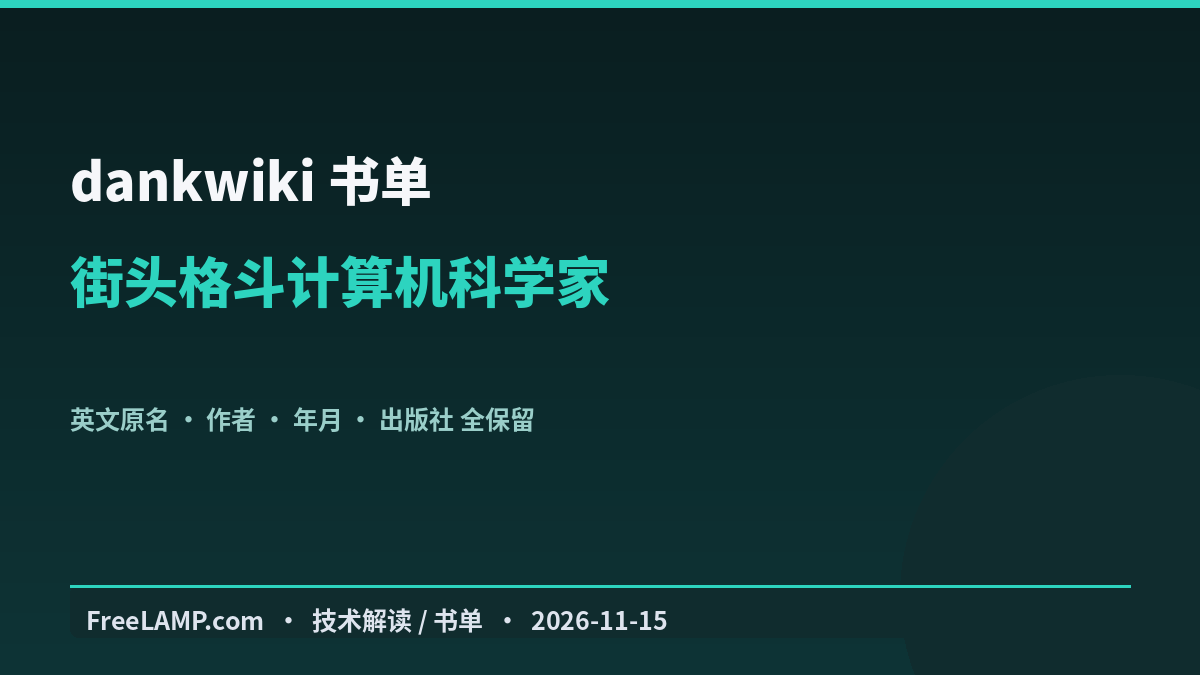 dankwiki 书单
街头格斗计算机科学家
英文原名 · 作者 · 年月 · 出版社 全保留
FreeLAMP.com · 技术解读 / 书单 · 2026-11-15